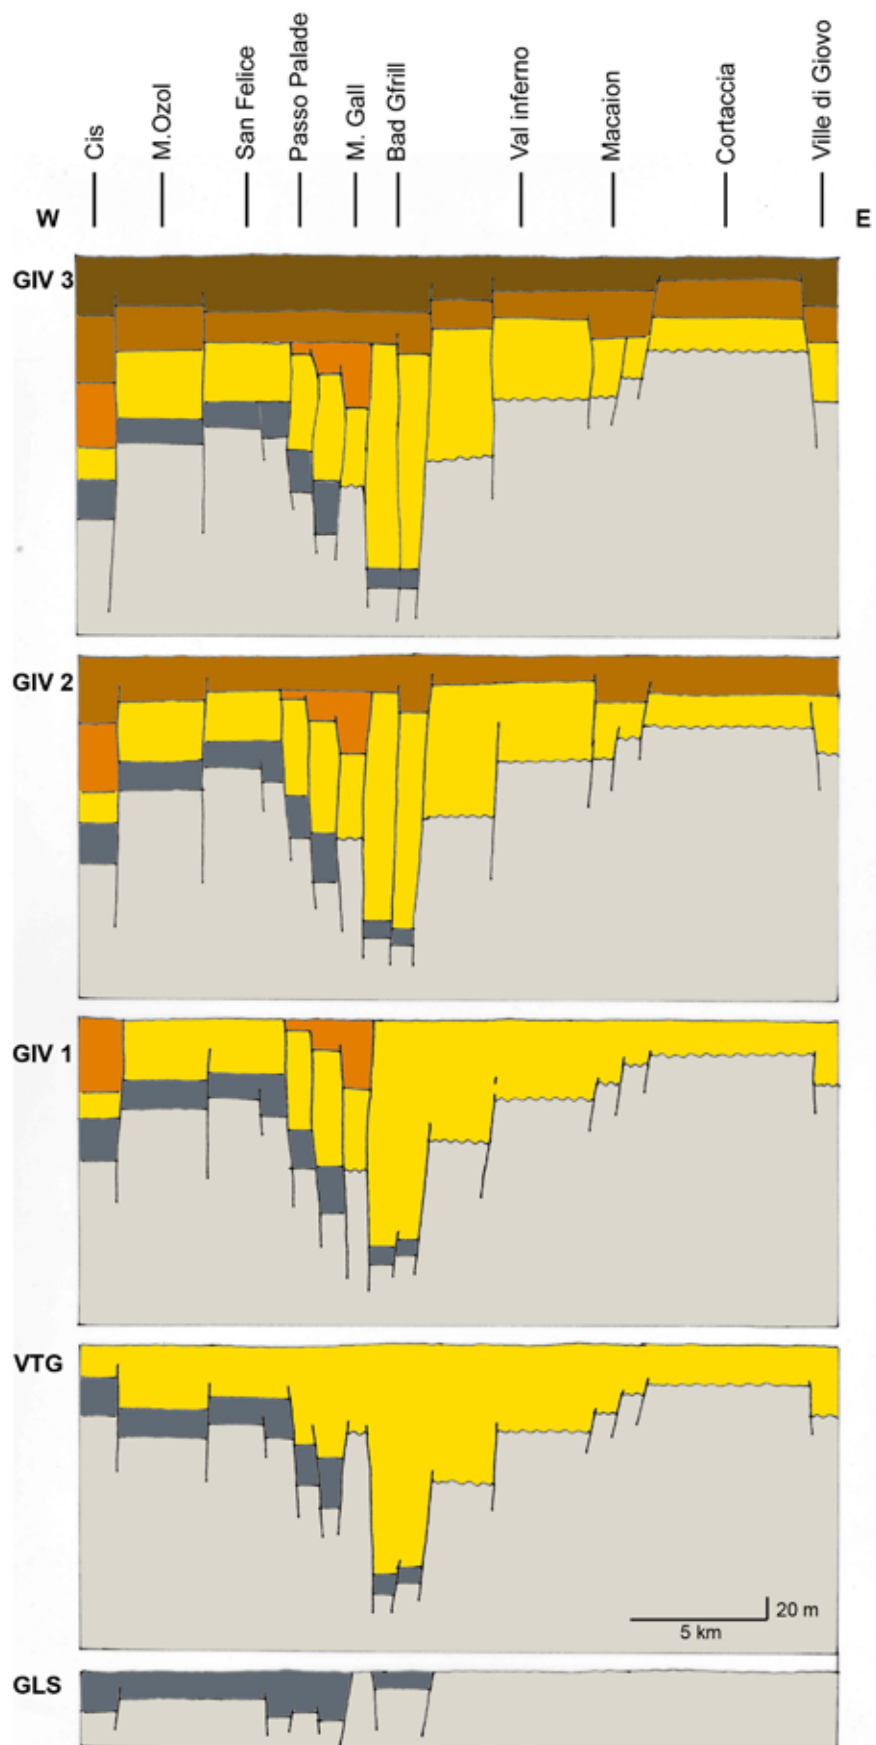 Cis
M.Ozol
San Felice
Passo Palade
M. Gall
Bad Gfrill
Val inferno
Macaion
Cortaccia
Ville di Giovo
W
E
GIV 3
GIV 2
GIV 1
VTG
20 m
5 km
GLS